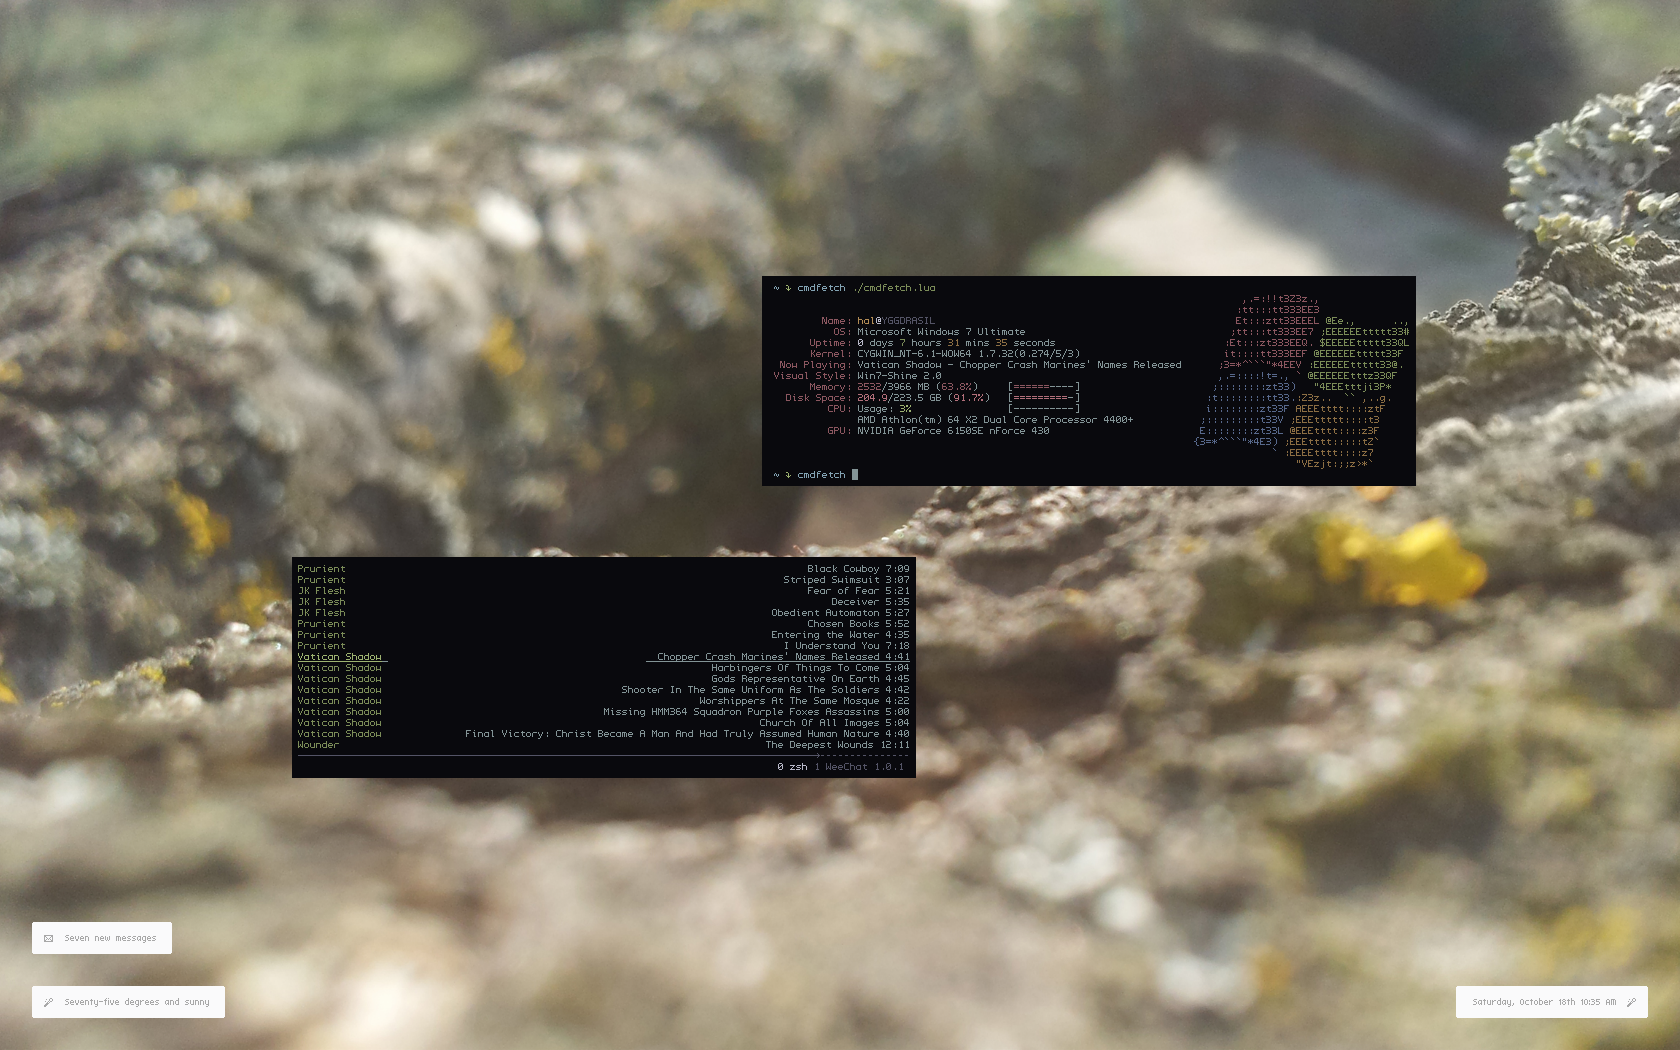 ~ ↴ cmdfetch ./cmdfetch.lua
,.=:!!t3Z3z.,
:tt:::tt333EE3
Name: hal@YGGDRASIL Et:::ztt33EEEL @Ee., ..,
OS: Microsoft Windows 7 Ultimate ;tt:::tt333EE7 ;EEEEEEttttt33#
Uptime: 0 days 7 hours 31 mins 35 seconds :Et:::zt333EEQ. $EEEEEttttt33QL
Kernel: CYGWIN_NT-6.1-WOW64 1.7.32(0.274/5/3) it::::tt333EEF @EEEEEEttttt33F
Now Playing: Vatican Shadow - Chopper Crash Marines' Names Released ;3=*^```"*4EEV :EEEEEEttttt33@.
Visual Style: Win7-Shine 2.0 ,.=::::!t=., ` @EEEEEEtttz33QF
Memory: 2532/3966 MB (63.8%) [======----] ;::::::::zt33) "4EEEtttji3P*
Disk Space: 204.9/223.5 GB (91.7%) [=========-] :t::::::::tt33.:Z3z.. `` ,..g.
CPU: Usage: 3% [----------] i::::::::zt33F AEEEtttt::::ztF
AMD Athlon(tm) 64 X2 Dual Core Processor 4400+ ;:::::::::t33V ;EEEttttt::::t3
GPU: NVIDIA GeForce 6150SE nForce 430 E::::::::zt33L @EEEtttt::::z3F
{3=*^```"*4E3) ;EEEtttt:::::tZ`
` :EEEEtttt::::z7
"VEzjt:;;z>*`
~ ↴ cmdfetch
Prurient Black Cowboy 7:09
Prurient Striped Swimsuit 3:07
JK Flesh Fear of Fear 5:21
JK Flesh Deceiver 5:35
JK Flesh Obedient Automaton 5:27
Prurient Chosen Books 5:52
Prurient Entering the Water 4:35
Prurient I Understand You 7:18
Vatican Shadow Chopper Crash Marines' Names Released 4:41
Vatican Shadow Harbingers Of Things To Come 5:04
Vatican Shadow Gods Representative On Earth 4:45
Vatican Shadow Shooter In The Same Uniform As The Soldiers 4:42
Vatican Shadow Worshippers At The Same Mosque 4:22
Vatican Shadow Missing HMM364 Squadron Purple Foxes Assassins 5:00
Vatican Shadow Church Of All Images 5:04
Vatican Shadow Final Victory: Christ Became A Man And Had Truly Assumed Human Nature 4:40
Wounder The Deepest Wounds 12:11
0 zsh 1 WeeChat 1.0.1
Seven new messages
Seventy-five degrees and sunny
Saturday, October 18th 10:35 AM